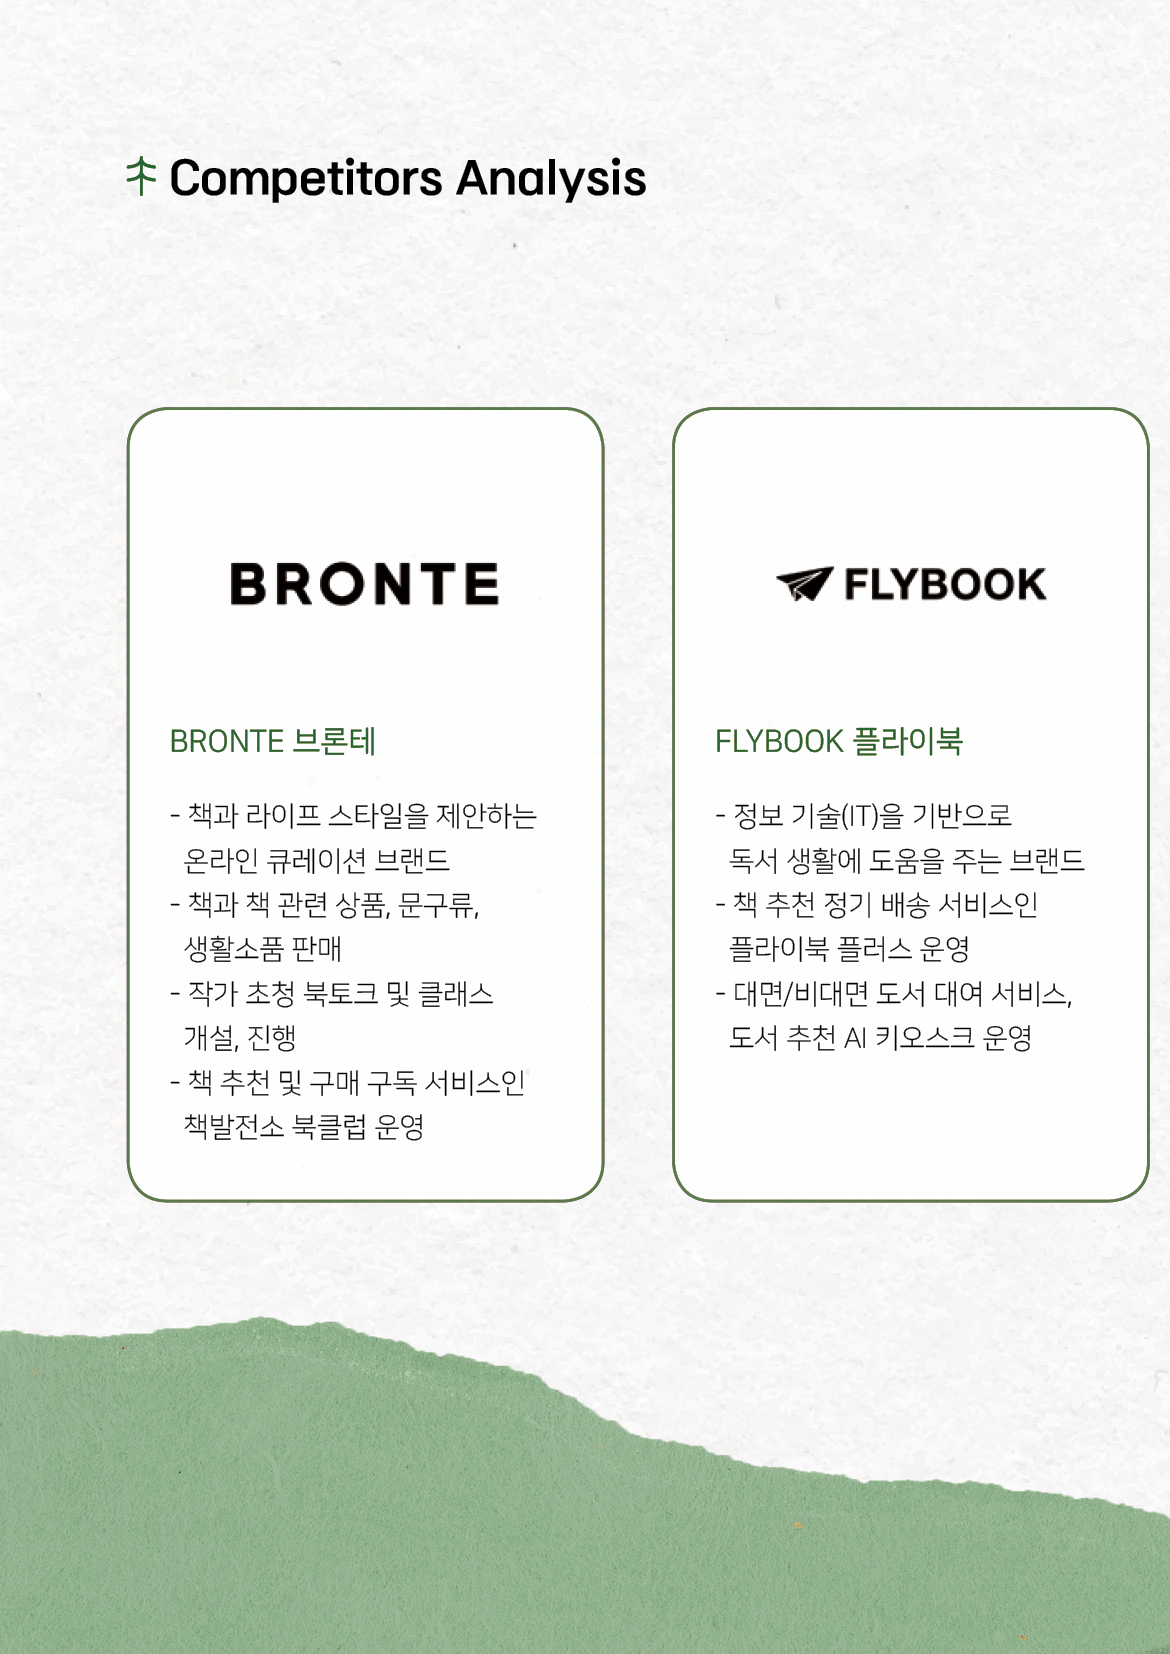 Competitors Analysis
BRONTE
BRONTE 브론테
- 책과 라이프 스타일을 제안하는
온라인 큐레이션 브랜드
- 책과 책 관련 상품, 문구류,
생활소품 판매
- 작가 초청 북토크 및 클래스
개설, 진행
- 책 추천 및 구매 구독 서비스인
책발전소 북클럽 운영
FLYBOOK
FLYBOOK 플라이북
- 정보 기술(IT)을 기반으로
독서 생활에 도움을 주는 브랜드
- 책 추천 정기 배송 서비스인
플라이북 플러스 운영
- 대면/비대면 도서 대여 서비스,
도서 추천 AI 키오스크 운영